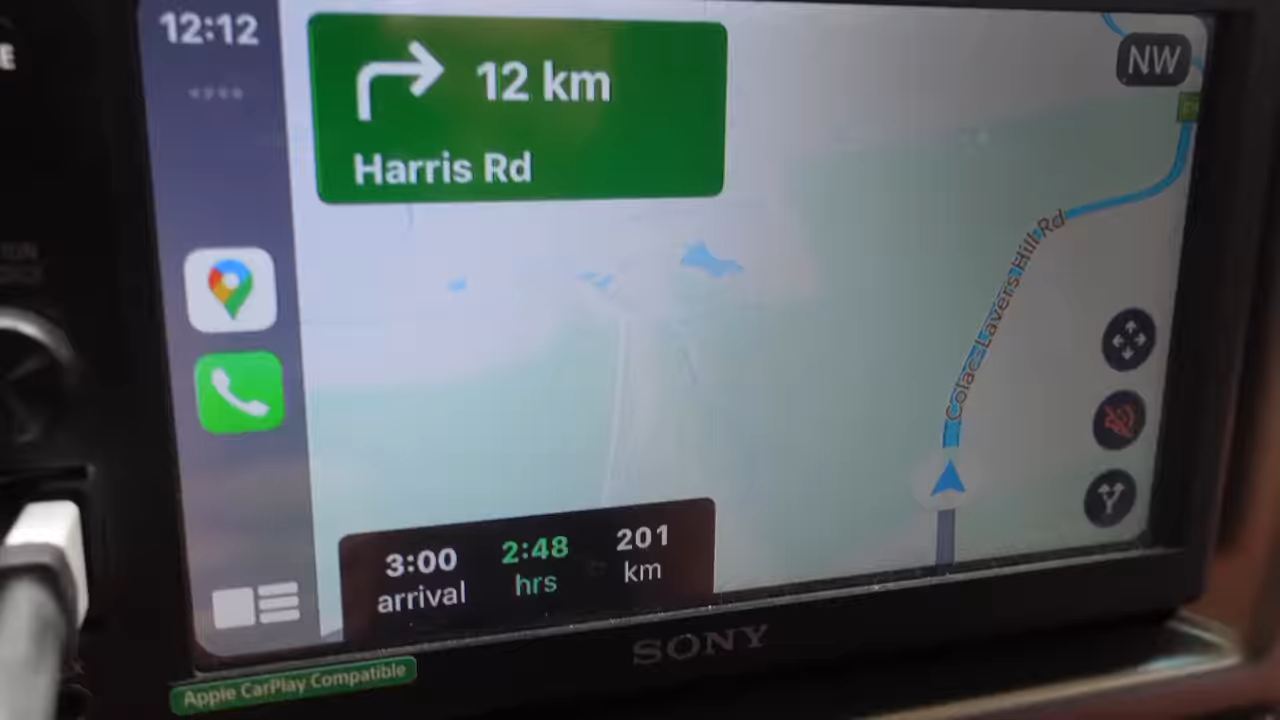 12:12
12 km
Harris Rd
NW
Colac-Lavers Hill Rd
3:00
arrival
2:48
hrs
201
km
SONY
Apple CarPlay Compatible